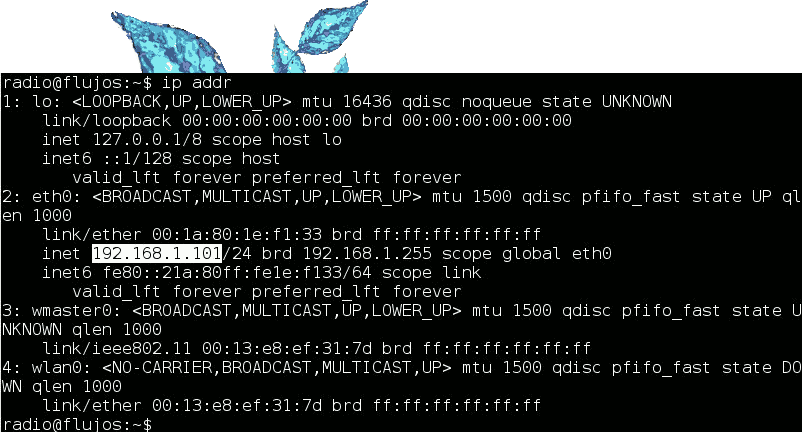 radio@flujos:~$ ip addr
1: lo: <LOOPBACK,UP,LOWER_UP> mtu 16436 qdisc noqueue state UNKNOWN
    link/loopback 00:00:00:00:00:00 brd 00:00:00:00:00:00
    inet 127.0.0.1/8 scope host lo
    inet6 ::1/128 scope host
       valid_lft forever preferred_lft forever
2: eth0: <BROADCAST,MULTICAST,UP,LOWER_UP> mtu 1500 qdisc pfifo_fast state UP ql
en 1000
    link/ether 00:1a:80:1e:f1:33 brd ff:ff:ff:ff:ff:ff
    inet 192.168.1.101/24 brd 192.168.1.255 scope global eth0
    inet6 fe80::21a:80ff:fe1e:f133/64 scope link
       valid_lft forever preferred_lft forever
3: wmaster0: <BROADCAST,MULTICAST,UP,LOWER_UP> mtu 1500 qdisc pfifo_fast state U
NKNOWN qlen 1000
    link/ieee802.11 00:13:e8:ef:31:7d brd ff:ff:ff:ff:ff:ff
4: wlan0: <NO-CARRIER,BROADCAST,MULTICAST,UP> mtu 1500 qdisc pfifo_fast state DO
WN qlen 1000
    link/ether 00:13:e8:ef:31:7d brd ff:ff:ff:ff:ff:ff
radio@flujos:~$